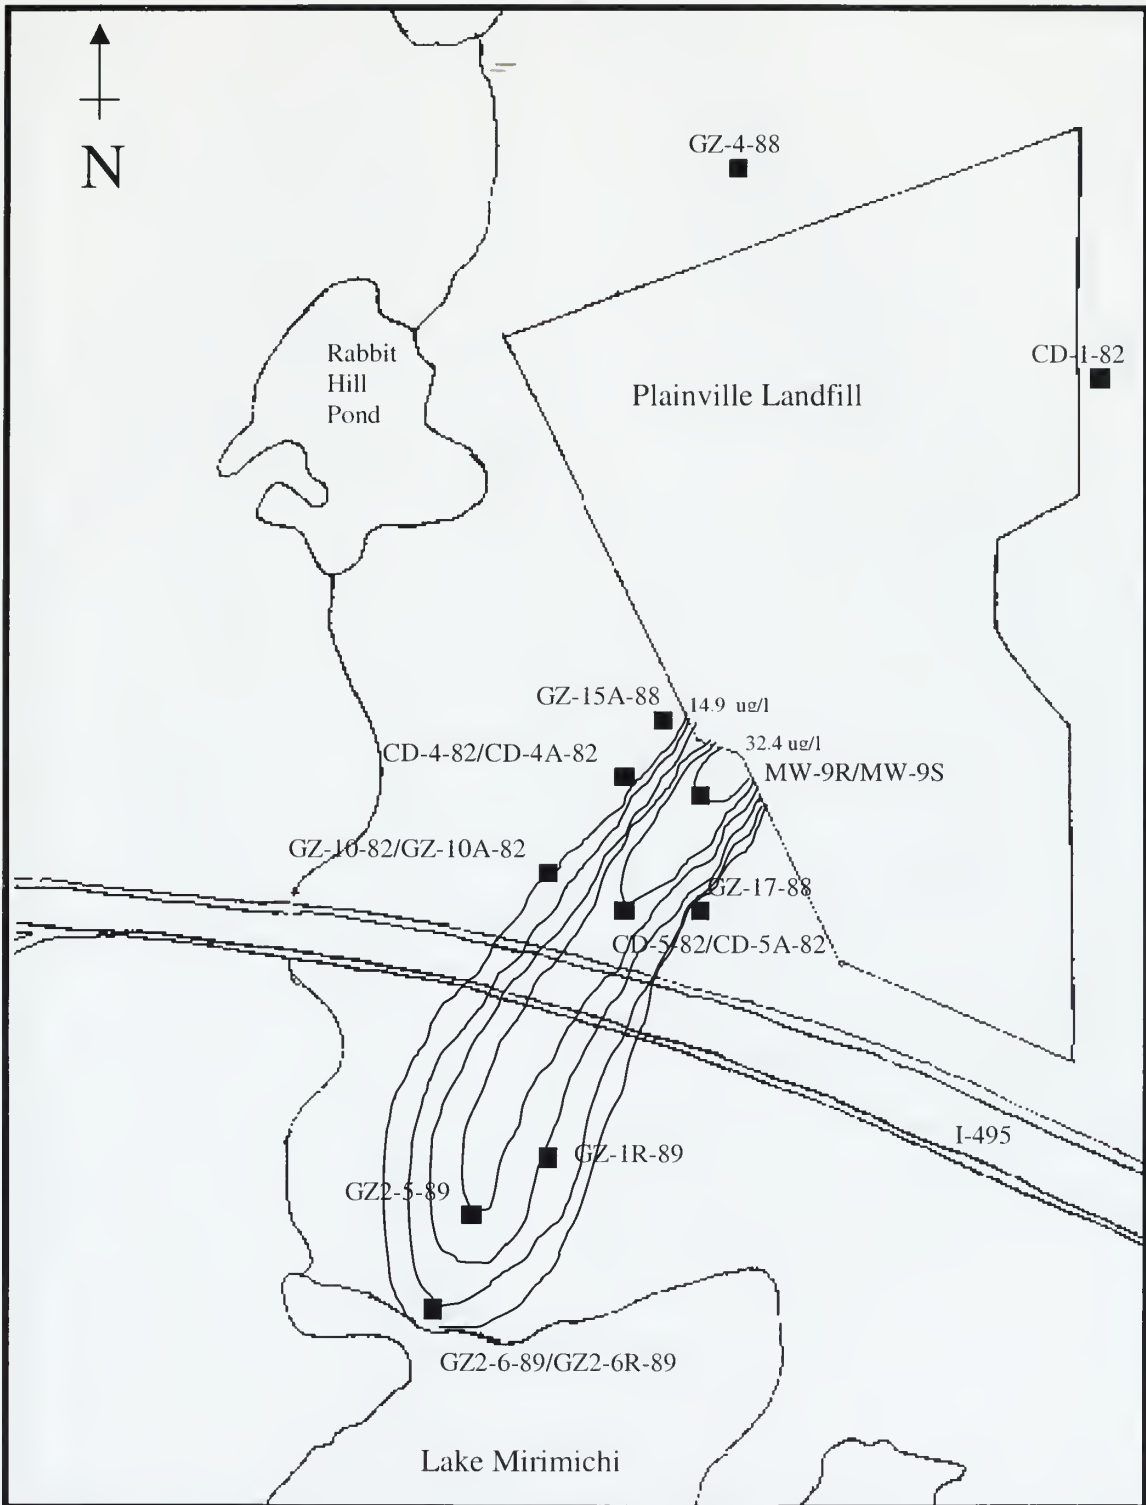 N
GZ-4-88
CD-1-82
Rabbit
Hill
Pond
Plainville Landfill
GZ-15A-88
14.9 ug/l
32.4 ug/l
CD-4-82/CD-4A-82
MW-9R/MW-9S
GZ-10-82/GZ-10A-82
GZ-17-88
CD-5-82/CD-5A-82
I-495
GZ-1R-89
GZ2-5-89
GZ2-6-89/GZ2-6R-89
Lake Mirimichi